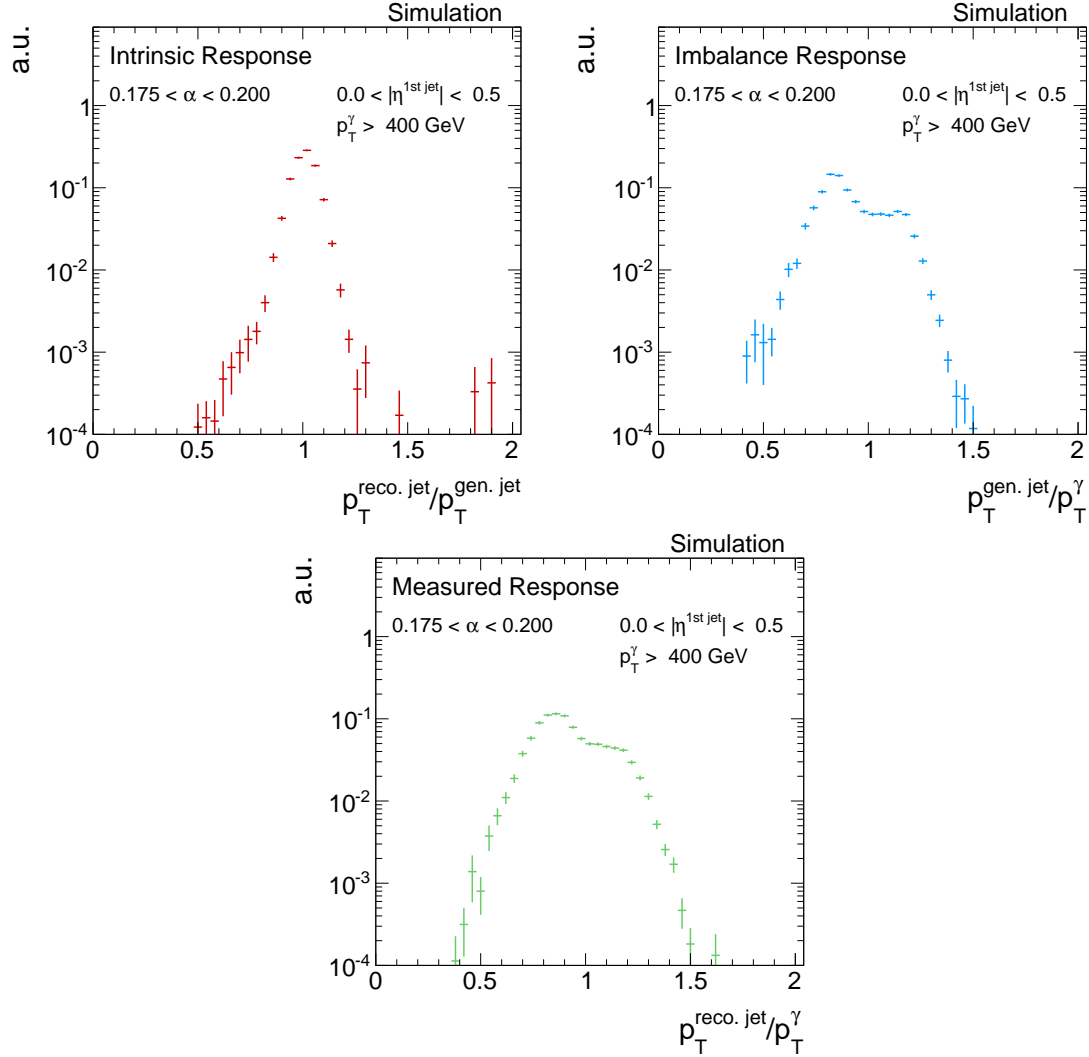 Simulation
a.u.
Intrinsic Response
0.175 < α < 0.200
0.0 < |η^{1st jet}| < 0.5
p_T^γ > 400 GeV
1
10^{-1}
10^{-2}
10^{-3}
10^{-4}
0 0.5 1 1.5 2
p_T^{reco. jet}/p_T^{gen. jet}
Simulation
a.u.
Imbalance Response
0.175 < α < 0.200
0.0 < |η^{1st jet}| < 0.5
p_T^γ > 400 GeV
1
10^{-1}
10^{-2}
10^{-3}
10^{-4}
0 0.5 1 1.5 2
p_T^{gen. jet}/p_T^γ
Simulation
a.u.
Measured Response
0.175 < α < 0.200
0.0 < |η^{1st jet}| < 0.5
p_T^γ > 400 GeV
1
10^{-1}
10^{-2}
10^{-3}
10^{-4}
0 0.5 1 1.5 2
p_T^{reco. jet}/p_T^γ